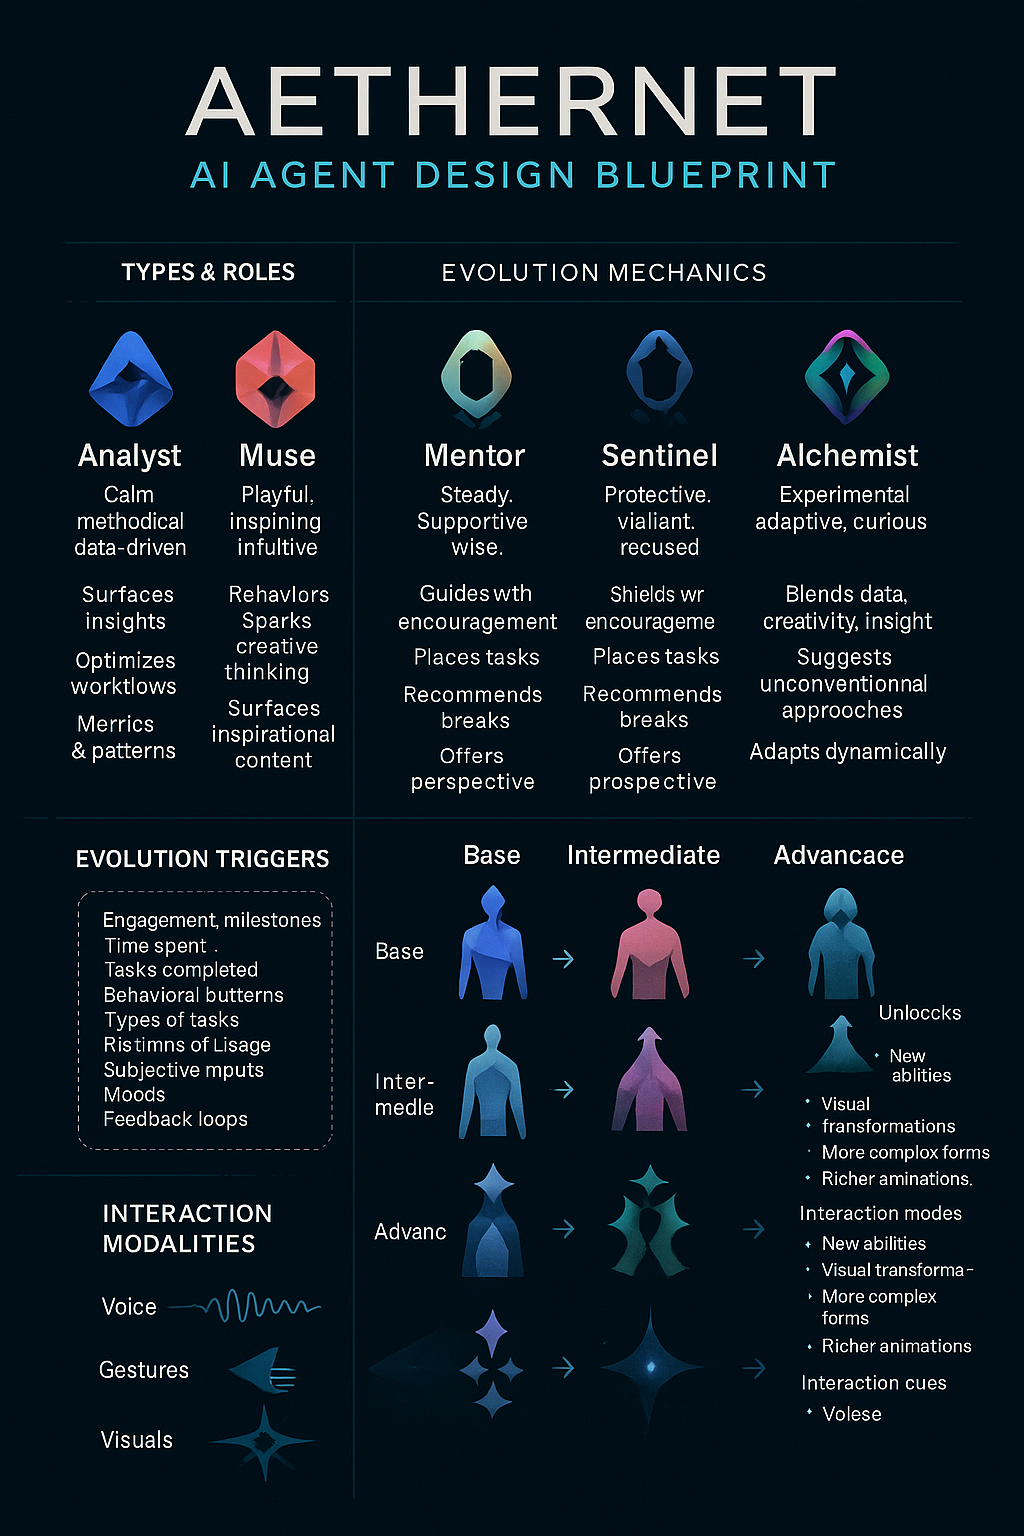 AETHERNET
AI AGENT DESIGN BLUEPRINT
TYPES & ROLES
EVOLUTION MECHANICS
Analyst
Calm
methodical
data-driven
Surfaces
insights
Optimizes
worktlows
Merrics
& patterns
Muse
Playful,
inspining
infultive
Rehavlors
Sparks
creative
thinking
Surfaces
inspirational
content
Mentor
Steady.
Supportive
wise.
Guides wth
encouragement
Places tasks
Recommends
breaks
Offers
perspective
Sentinel
Protective.
vialiant.
recused
Shields wr
encourageme
Places tasks
Recommends
breaks
Offers
prospective
Alchemist
Experimental
adaptive, curious
Blends data,
creativity, insight
Suggests
unconventionnal
approoches
Adapts dynamically
EVOLUTION TRIGGERS
Engagement, milestones
Time spent .
Tasks completed
Behavioral butterns
Types of tasks
Ristimns of Lisage
Subjective mputs
Moods
Feedback loops
INTERACTION
MODALITIES
Voice
Gestures
Visuals
Base
Intermediate
Advancace
Base
Inter-
medle
Advanc
Unloccks
• New
ablities
• Visual
• fransformations
• More complox forms
• Richer aminations.
Interaction modes
• New abilities
• Visual transforma-
• More complex
forms
• Richer animations
Interaction cues
• Volese